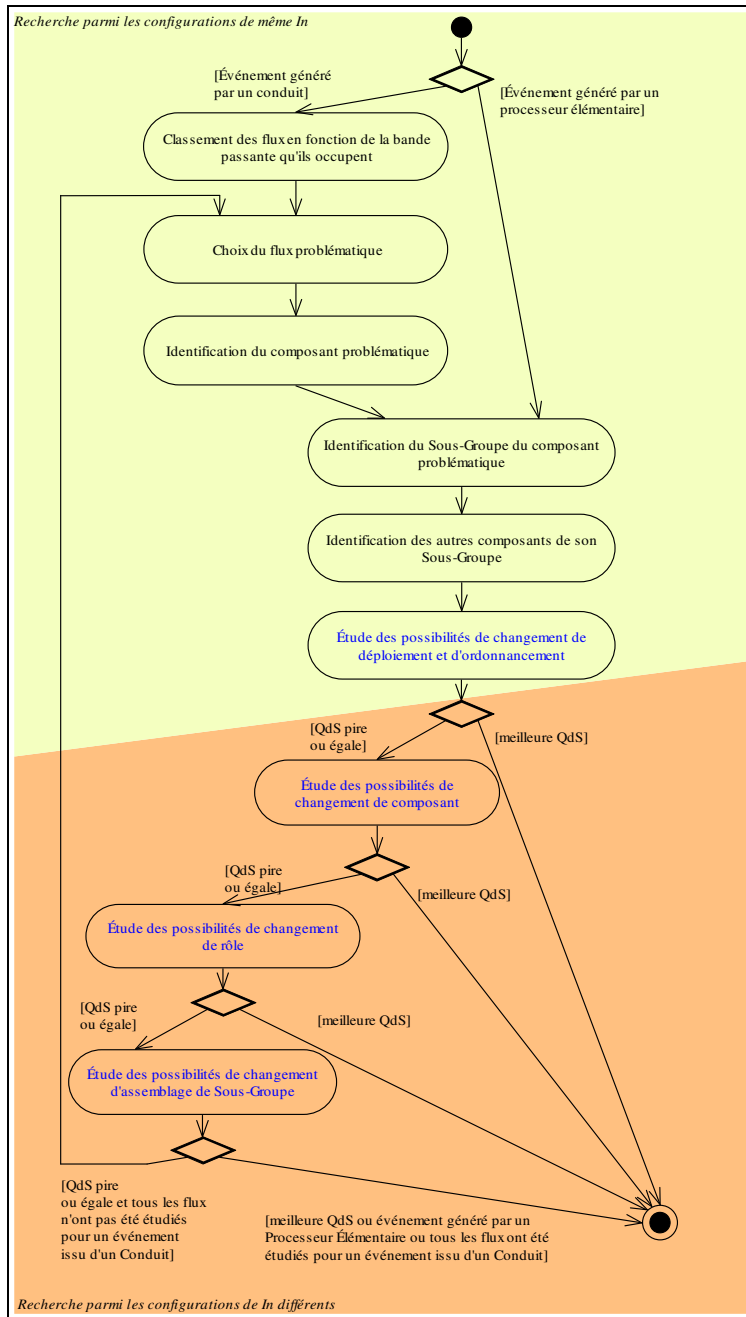 Recherche parmi les configurations de même In
[Événement généré
par un conduit]
[Événement généré par un
processeur élémentaire]
Classement des flux en fonction de la bande
passante qu'ils occupent
Choix du flux problématique
Identification du composant problématique
Identification du Sous-Groupe du composant
problématique
Identification des autres composants de son
Sous-Groupe
Étude des possibilités de changement de
déploiement et d'ordonnancement
[QdS pire
ou égale]
[meilleure QdS]
Étude des possibilités de
changement de composant
[QdS pire
ou égale]
[meilleure QdS]
Étude des possibilités de changement
de rôle
[QdS pire
ou égale]
[meilleure QdS]
Étude des possibilités de changement
d'assemblage de Sous-Groupe
[QdS pire
ou égale et tous les flux
n'ont pas été étudiés
pour un événement
issu d'un Conduit]
[meilleure QdS ou événement généré par un
Processeur Élémentaire ou tous les flux ont été
étudiés pour un événement issu d'un Conduit]
Recherche parmi les configurations de In différents